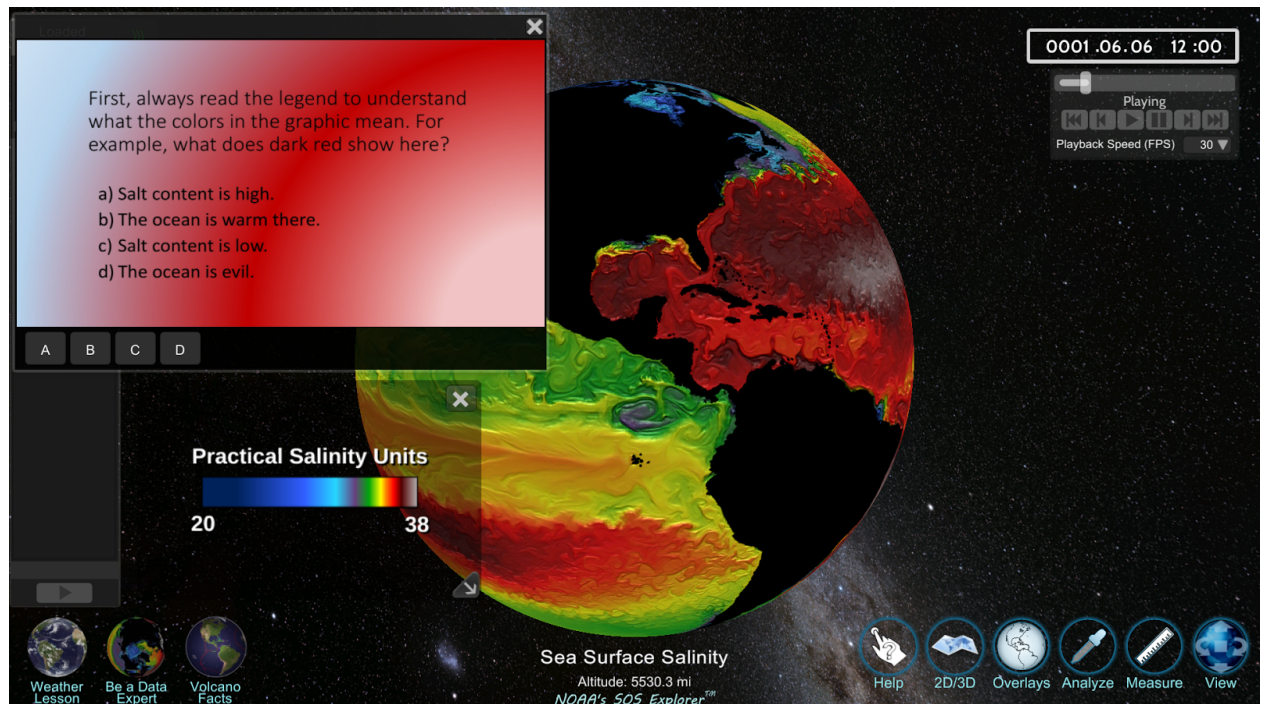 Loaded
First, always read the legend to understand
what the colors in the graphic mean. For
example, what does dark red show here?
a) Salt content is high.
b) The ocean is warm there.
c) Salt content is low.
d) The ocean is evil.
A B C D
0001 .06.06 12 :00
Playing
Playback Speed (FPS) 30
Practical Salinity Units
20 38
Sea Surface Salinity
Altitude: 5530.3 mi
NOAA's SOS Explorer™
Weather
Lesson
Be a Data
Expert
Volcano
Facts
Help
2D/3D
Overlays
Analyze
Measure
View